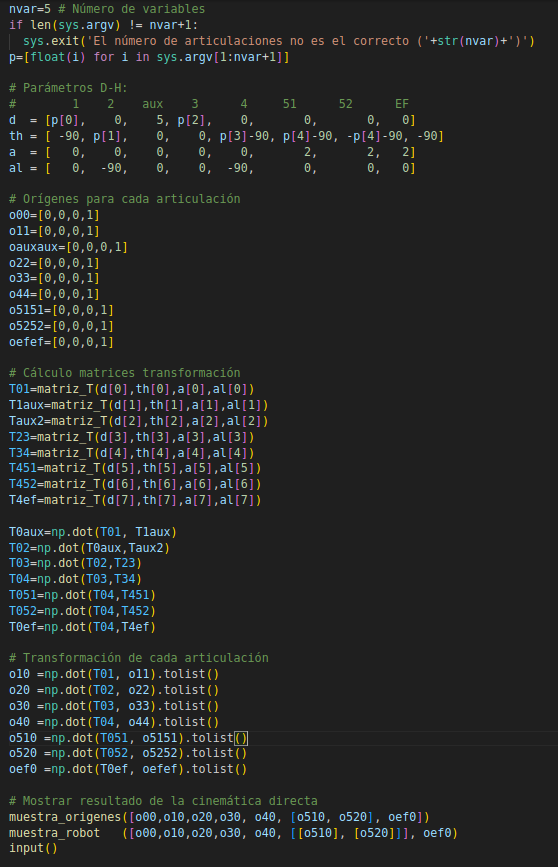 nvar=5 # Número de variables
if len(sys.argv) != nvar+1:
  sys.exit('El número de articulaciones no es el correcto ('+str(nvar)+')')
p=[float(i) for i in sys.argv[1:nvar+1]]

# Parámetros D-H:
#        1    2    aux   3      4     51      52      EF
d  = [p[0],    0,    5, p[2],    0,       0,       0,   0]
th = [ -90, p[1],    0,    0, p[3]-90, p[4]-90, -p[4]-90, -90]
a  = [   0,    0,    0,    0,    0,       2,       2,   2]
al = [   0,  -90,    0,    0,  -90,       0,       0,   0]

# Orígenes para cada articulación
o00=[0,0,0,1]
o11=[0,0,0,1]
oauxaux=[0,0,0,1]
o22=[0,0,0,1]
o33=[0,0,0,1]
o44=[0,0,0,1]
o5151=[0,0,0,1]
o5252=[0,0,0,1]
oefef=[0,0,0,1]

# Cálculo matrices transformación
T01=matriz_T(d[0],th[0],a[0],al[0])
T1aux=matriz_T(d[1],th[1],a[1],al[1])
Taux2=matriz_T(d[2],th[2],a[2],al[2])
T23=matriz_T(d[3],th[3],a[3],al[3])
T34=matriz_T(d[4],th[4],a[4],al[4])
T451=matriz_T(d[5],th[5],a[5],al[5])
T452=matriz_T(d[6],th[6],a[6],al[6])
T4ef=matriz_T(d[7],th[7],a[7],al[7])

T0aux=np.dot(T01, T1aux)
T02=np.dot(T0aux,Taux2)
T03=np.dot(T02,T23)
T04=np.dot(T03,T34)
T051=np.dot(T04,T451)
T052=np.dot(T04,T452)
T0ef=np.dot(T04,T4ef)

# Transformación de cada articulación
o10 =np.dot(T01, o11).tolist()
o20 =np.dot(T02, o22).tolist()
o30 =np.dot(T03, o33).tolist()
o40 =np.dot(T04, o44).tolist()
o510 =np.dot(T051, o5151).tolist()
o520 =np.dot(T052, o5252).tolist()
oef0 =np.dot(T0ef, oefef).tolist()

# Mostrar resultado de la cinemática directa
muestra_origenes([o00,o10,o20,o30, o40, [o510, o520], oef0])
muestra_robot   ([o00,o10,o20,o30, o40, [[o510], [o520]]], oef0)
input()